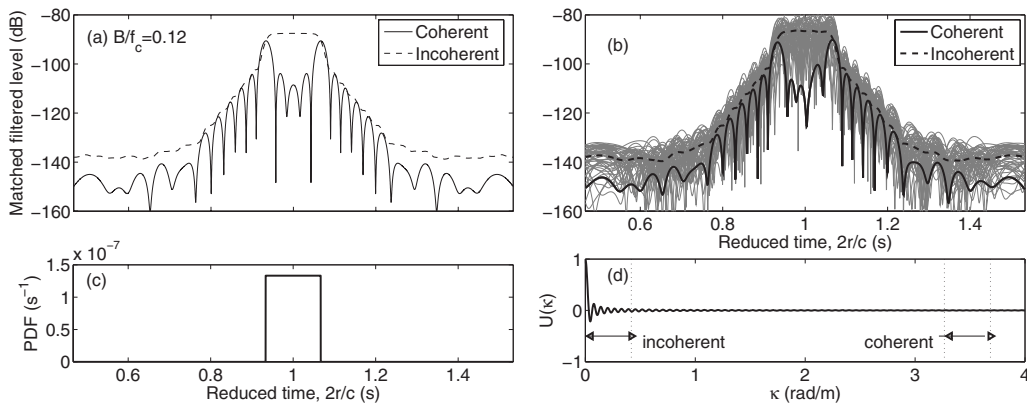 (a) B/f_c=0.12
Coherent
Incoherent
Matched filtered level (dB)
−80
−100
−120
−140
−160
0.6 0.8 1 1.2 1.4
(b)
Coherent
Incoherent
−80
−100
−120
−140
−160
0.6 0.8 1 1.2 1.4
Reduced time, 2r/c (s)
x 10⁻⁷
(c)
PDF (s⁻¹)
1.5
1
0.5
0
0.6 0.8 1 1.2 1.4
Reduced time, 2r/c (s)
(d)
U(κ)
1
0
−1
incoherent
coherent
0 1 2 3 4
κ (rad/m)